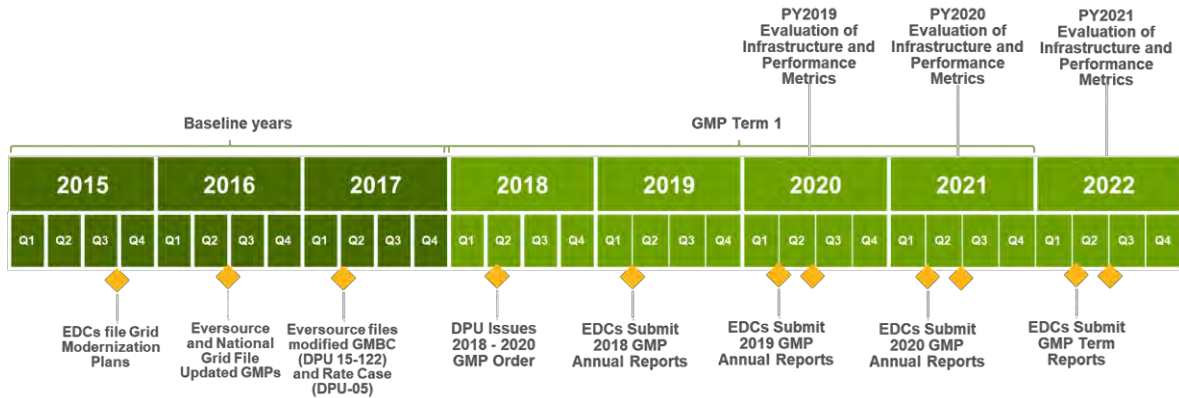 PY2019
Evaluation of
Infrastructure and
Performance
Metrics
PY2020
Evaluation of
Infrastructure and
Performance
Metrics
PY2021
Evaluation of
Infrastructure and
Performance
Metrics
Baseline years
GMP Term 1
2015 2016 2017 2018 2019 2020 2021 2022
Q1 Q2 Q3 Q4 Q1 Q2 Q3 Q4 Q1 Q2 Q3 Q4 Q1 Q2 Q3 Q4 Q1 Q2 Q3 Q4 Q1 Q2 Q3 Q4 Q1 Q2 Q3 Q4 Q1 Q2 Q3 Q4
EDCs file Grid
Modernization
Plans
Eversource
and National
Grid File
Updated GMPs
Eversource files
modified GMBC
(DPU 15-122)
and Rate Case
(DPU-05)
DPU Issues
2018 - 2020
GMP Order
EDCs Submit
2018 GMP
Annual Reports
EDCs Submit
2019 GMP
Annual Reports
EDCs Submit
2020 GMP
Annual Reports
EDCs Submit
GMP Term
Reports